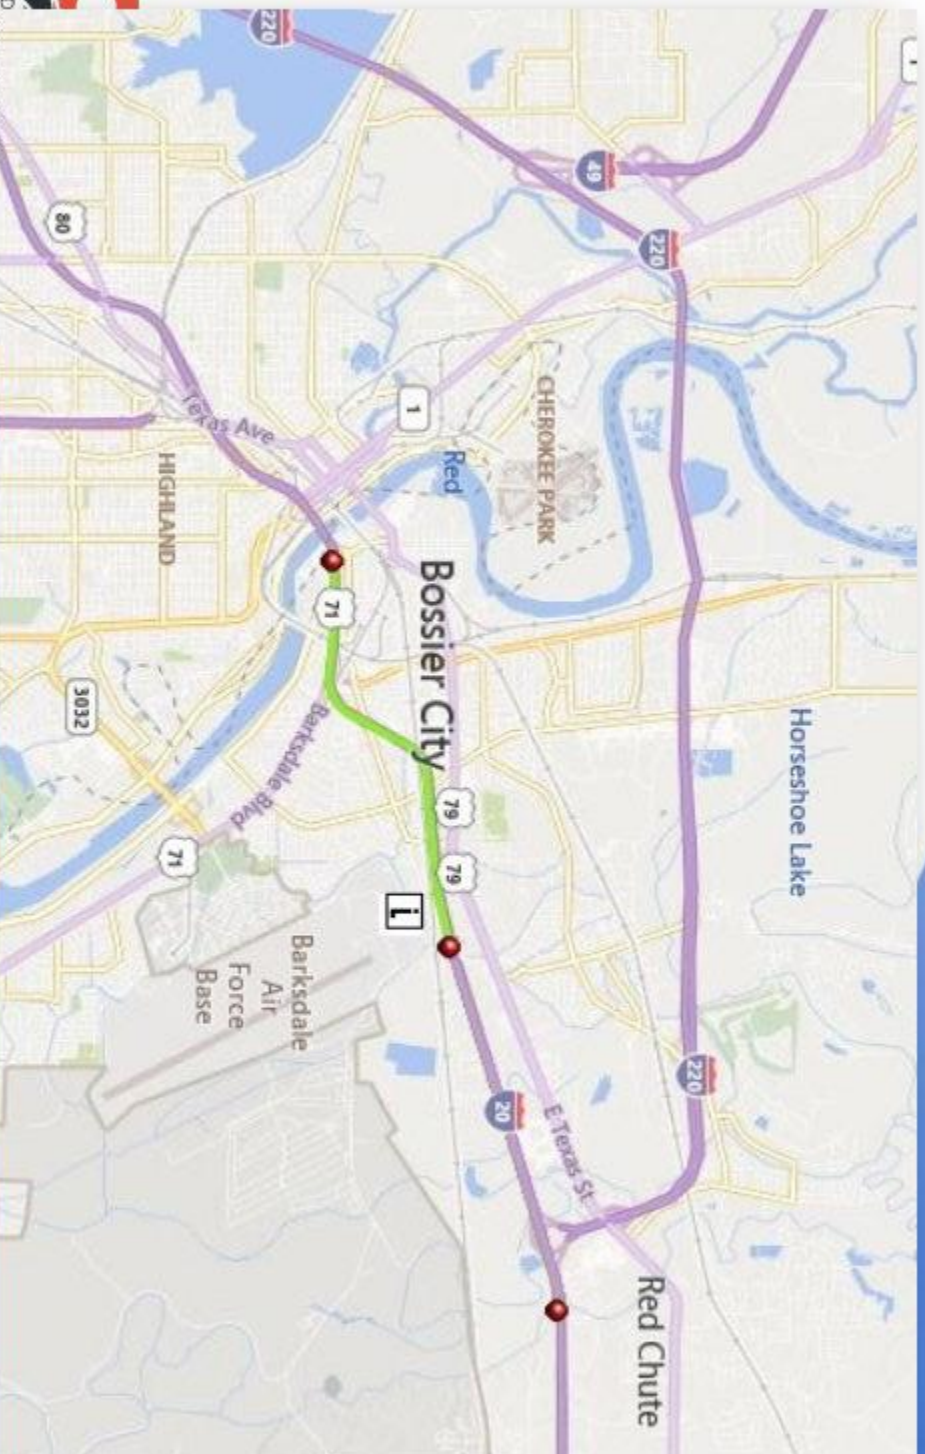 220
49
220
80
1
Texas Ave
HIGHLAND
Red
CHEROKEE PARK
71
Bossier City
3032
Barksdale Blvd
79
79
71
Horseshoe Lake
i
Barksdale
Air
Force
Base
220
20
E Texas St
Red Chute